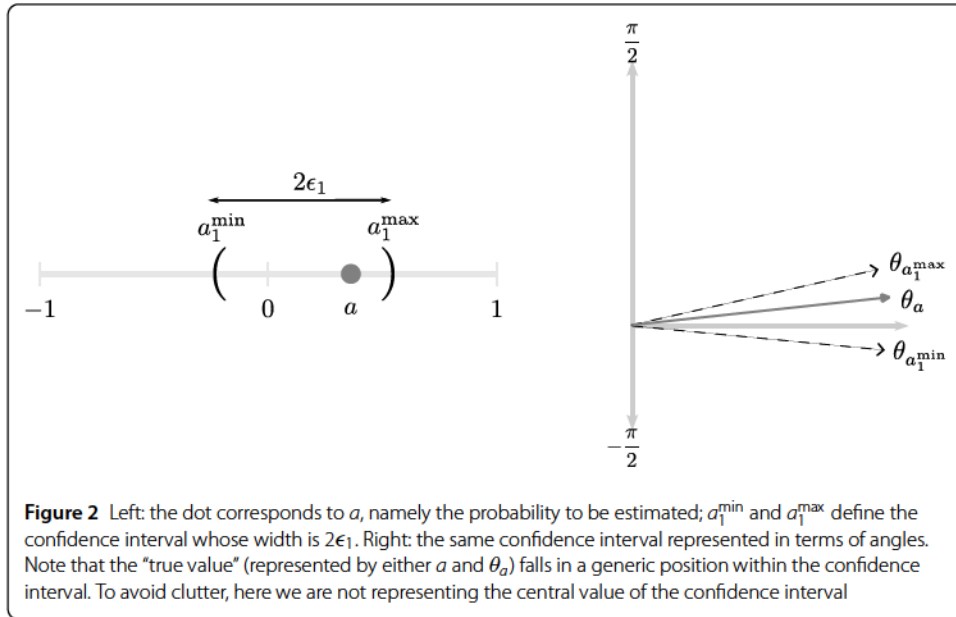 π/2
2ϵ₁
a₁ᵐⁱⁿ a₁ᵐᵃˣ
−1 0 a 1
θ_{a₁ᵐᵃˣ}
θₐ
θ_{a₁ᵐⁱⁿ}
−π/2
Figure 2 Left: the dot corresponds to a, namely the probability to be estimated; a₁ᵐⁱⁿ and a₁ᵐᵃˣ define the
confidence interval whose width is 2ϵ₁. Right: the same confidence interval represented in terms of angles.
Note that the "true value" (represented by either a and θₐ) falls in a generic position within the confidence
interval. To avoid clutter, here we are not representing the central value of the confidence interval